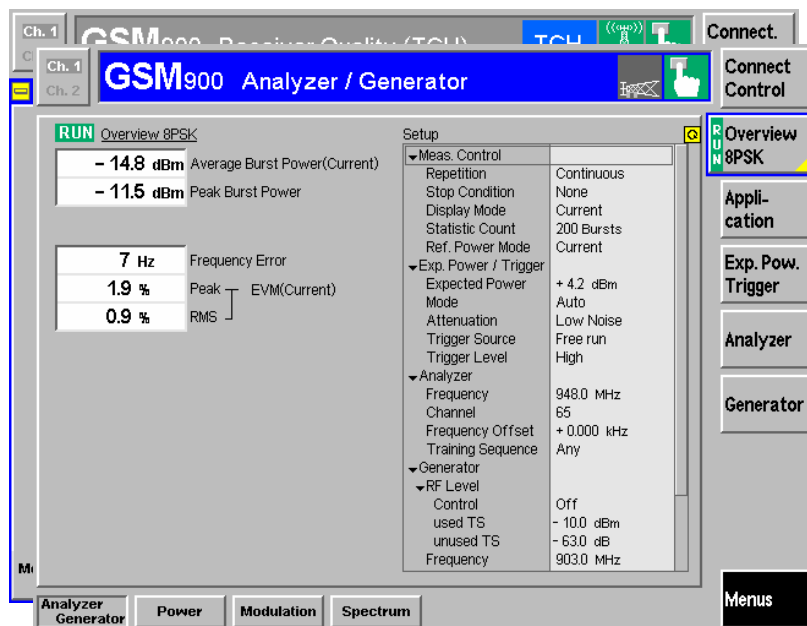 Ch. 1
GSM900 Receiver Quality (TCH)
TCH
Connect.
Ch. 1
Ch. 2
GSM900 Analyzer / Generator
Connect
Control
RUN Overview 8PSK
- 14.8 dBm Average Burst Power(Current)
- 11.5 dBm Peak Burst Power
7 Hz Frequency Error
1.9 % Peak EVM(Current)
0.9 % RMS
Setup
Meas. Control
Repetition Continuous
Stop Condition None
Display Mode Current
Statistic Count 200 Bursts
Ref. Power Mode Current
Exp. Power / Trigger
Expected Power + 4.2 dBm
Mode Auto
Attenuation Low Noise
Trigger Source Free run
Trigger Level High
Analyzer
Frequency 948.0 MHz
Channel 65
Frequency Offset + 0.000 kHz
Training Sequence Any
Generator
RF Level
Control Off
used TS - 10.0 dBm
unused TS - 63.0 dB
Frequency 903.0 MHz
RUN
Overview
8PSK
Appli-
cation
Exp. Pow.
Trigger
Analyzer
Generator
Menus
Analyzer
Generator
Power
Modulation
Spectrum